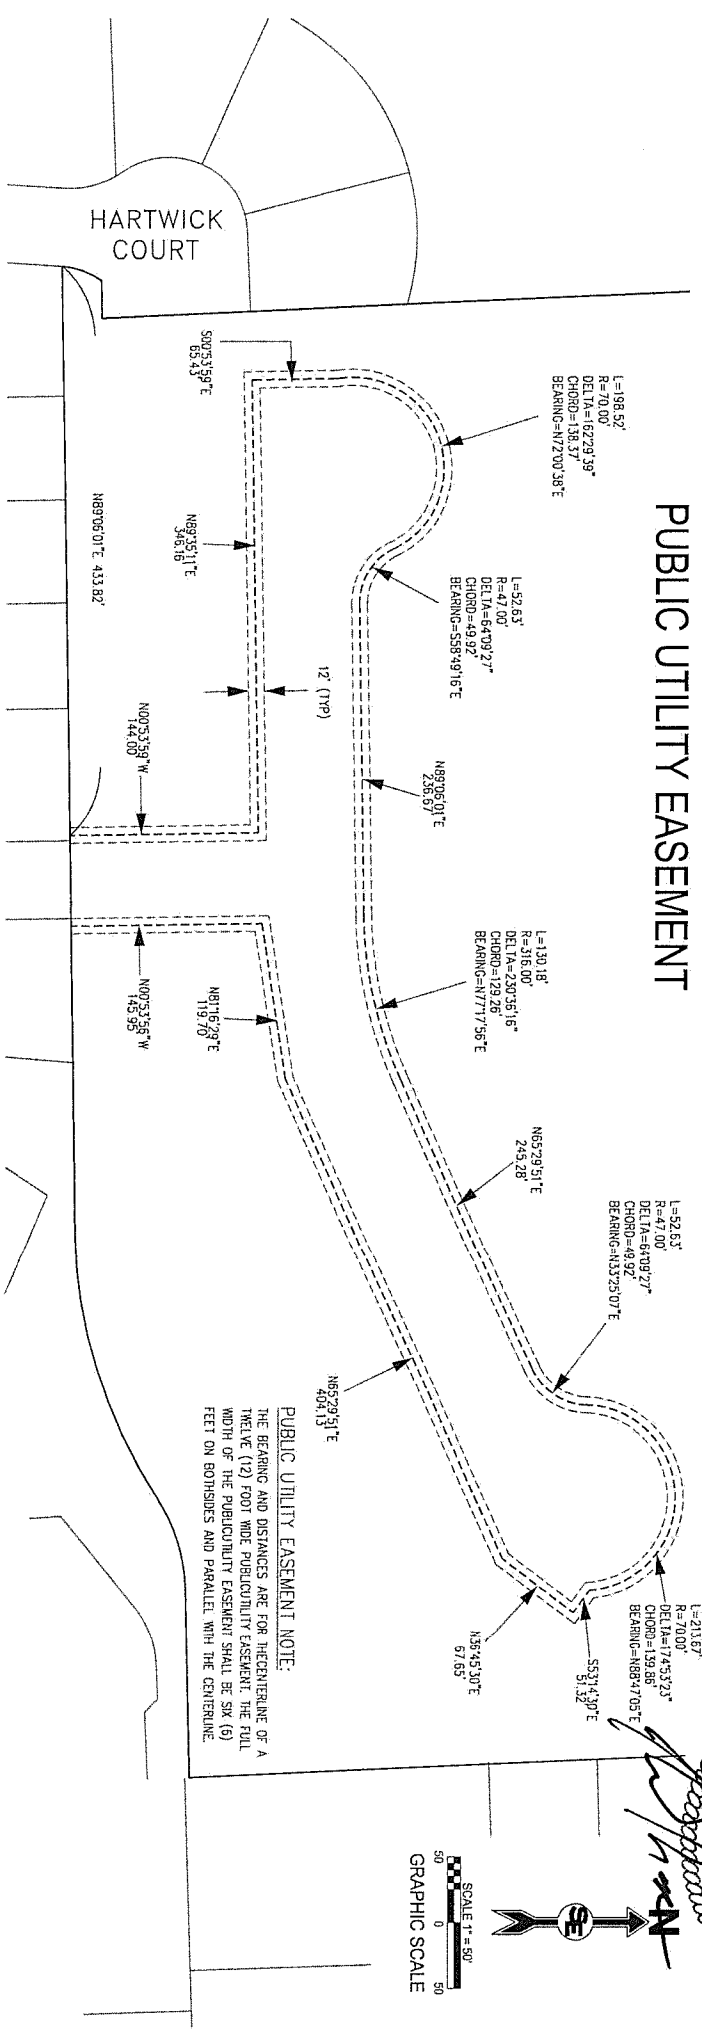 PUBLIC UTILITY EASEMENT
HARTWICK
COURT
L=198.52'
R=70.00'
DELTA=162°29'39"
CHORD=138.37'
BEARING=N72°00'38"E
L=52.63'
R=47.00'
DELTA=64°09'27"
CHORD=49.92'
BEARING=S58°49'16"E
N89°06'01"E
236.67'
L=130.18'
R=316.00'
DELTA=230°36'16"
CHORD=129.26'
BEARING=N77°17'56"E
N65°29'51"E
245.28'
L=52.63'
R=47.00'
DELTA=64°09'27"
CHORD=49.92'
BEARING=N33°25'07"E
L=213.67'
R=70.00'
DELTA=174°53'23"
CHORD=139.86'
BEARING=N88°47'05"E
S53°14'30"E
51.32'
N36°45'30"E
67.65'
S00°53'59"E
65.43'
N89°35'11"E
346.16'
12' (TYP)
N00°53'59"W
144.00'
N89°06'01"E 433.82'
N00°53'56"W
145.95'
N81°16'29"E
119.70'
N65°29'51"E
404.13'
PUBLIC UTILITY EASEMENT NOTE:
THE BEARING AND DISTANCES ARE FOR THECENTERLINE OF A
TWELVE (12) FOOT WIDE PUBLICUTILITY EASEMENT. THE FULL
WIDTH OF THE PUBLICUTILITY EASEMENT SHALL BE SIX (6)
FEET ON BOTHSIDES AND PARALLEL WITH THE CENTERLINE.
N
SE
SCALE 1" = 50'
50 0 50
GRAPHIC SCALE